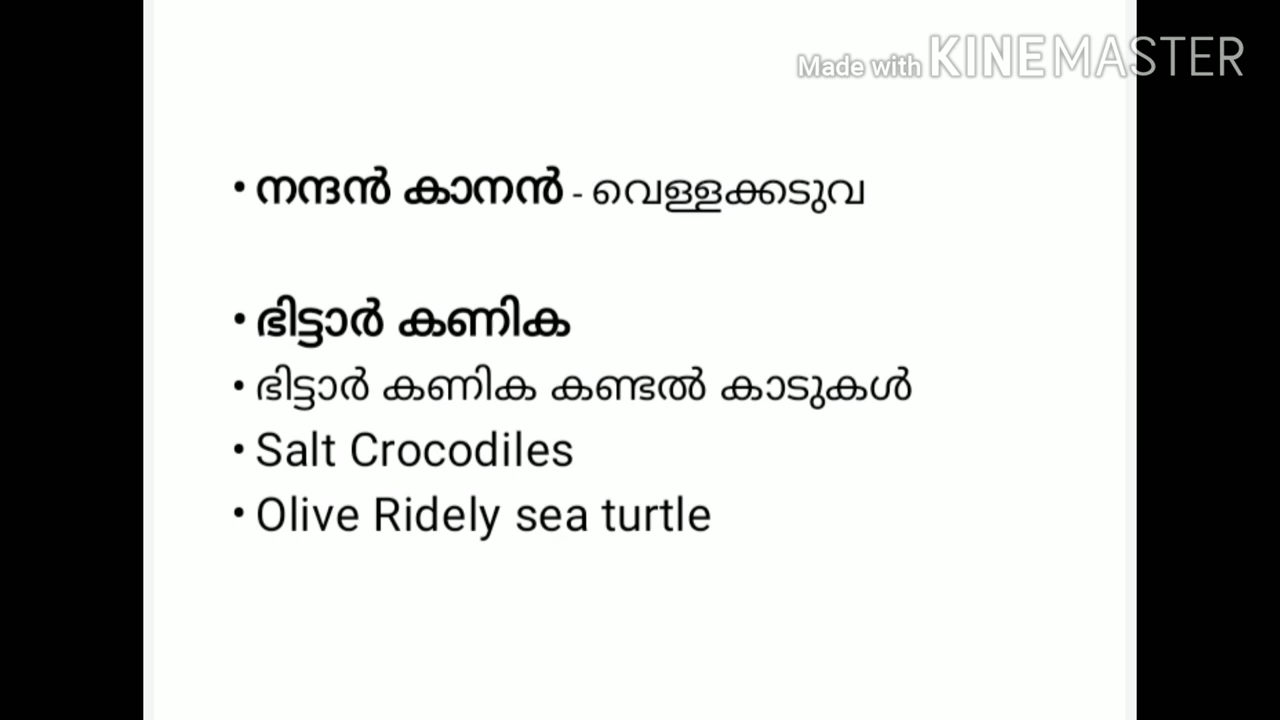 Made with KINEMASTER
• നന്ദൻ കാനൻ - വെള്ളക്കടുവ
• ഭിട്ടാർ കണിക
• ഭിട്ടാർ കണിക കണ്ടൽ കാടുകൾ
• Salt Crocodiles
• Olive Ridely sea turtle